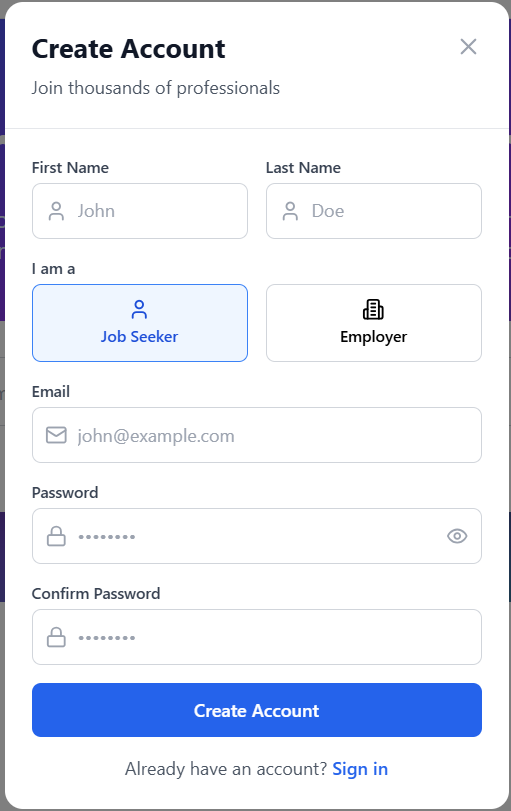 Create Account
Join thousands of professionals
First Name Last Name
John Doe
I am a
Job Seeker Employer
Email
john@example.com
Password
••••••••
Confirm Password
••••••••
Create Account
Already have an account? Sign in